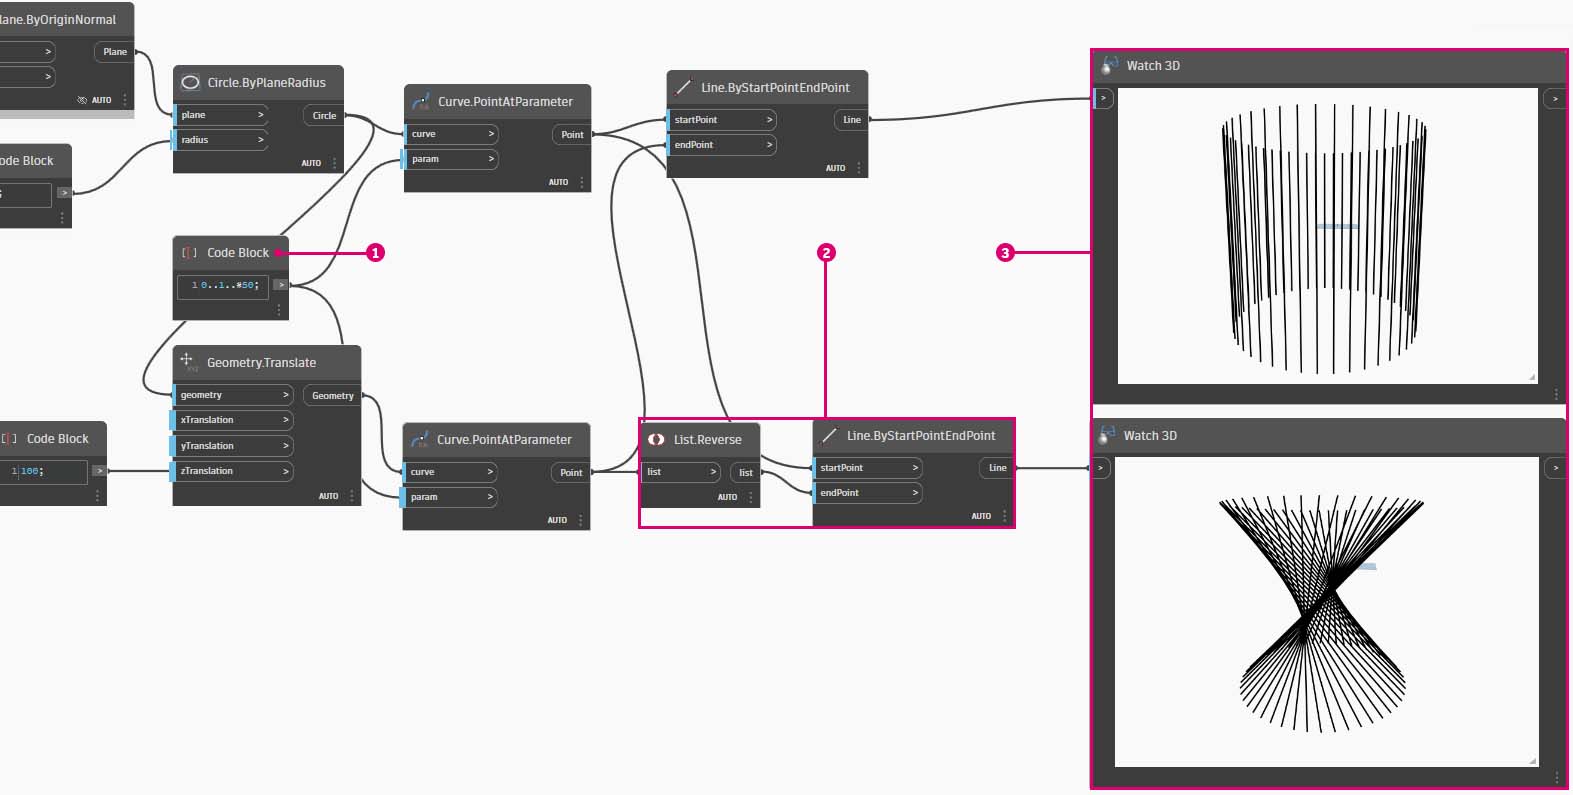 lane.ByOriginNormal
>
Plane
>
AUTO
ode Block
;
>
Circle.ByPlaneRadius
plane >
Circle
radius >
AUTO
Curve.PointAtParameter
curve >
Point
param >
AUTO
Line.ByStartPointEndPoint
startPoint >
Line
endPoint >
AUTO
Watch 3D
>
>
Code Block
1 0..1..#50;
>
1
2
3
Geometry.Translate
XYZ
geometry >
Geometry
xTranslation >
yTranslation >
zTranslation >
AUTO
Code Block
1 100;
>
Curve.PointAtParameter
curve >
Point
param >
AUTO
List.Reverse
list >
list
AUTO
Line.ByStartPointEndPoint
startPoint >
Line
endPoint >
AUTO
Watch 3D
>
>